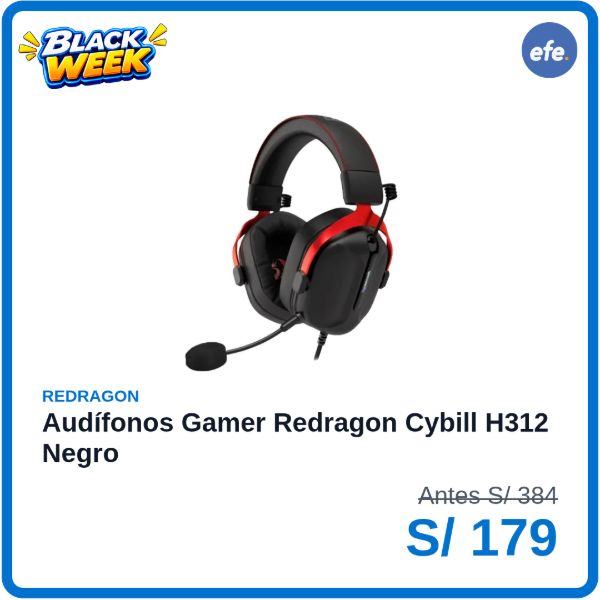 BLACK
WEEK
efe.
REDRAGON
Audífonos Gamer Redragon Cybill H312
Negro
Antes S/ 384
S/ 179